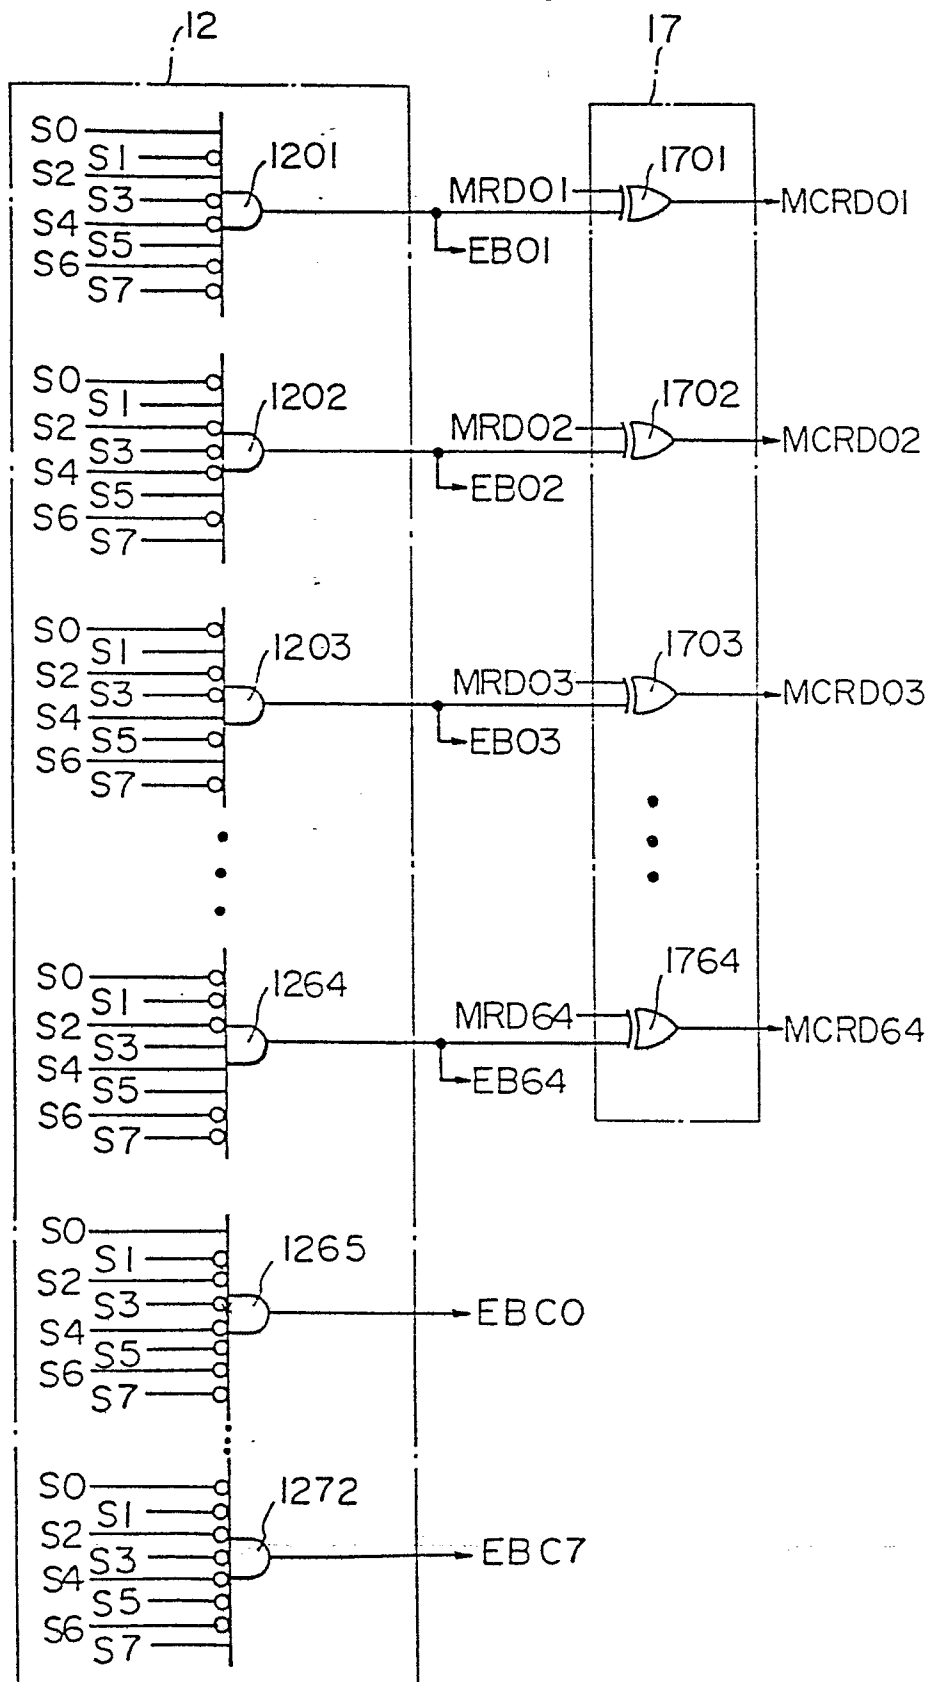 12
17
S0
S1
S2
S3
S4
S5
S6
S7
1201
MRD01
1701
MCRD01
EB01
S0
S1
S2
S3
S4
S5
S6
S7
1202
MRD02
1702
MCRD02
EB02
S0
S1
S2
S3
S4
S5
S6
S7
1203
MRD03
1703
MCRD03
EB03
S0
S1
S2
S3
S4
S5
S6
S7
1264
MRD64
1764
MCRD64
EB64
S0
S1
S2
S3
S4
S5
S6
S7
1265
EBC0
S0
S1
S2
S3
S4
S5
S6
S7
1272
EBC7